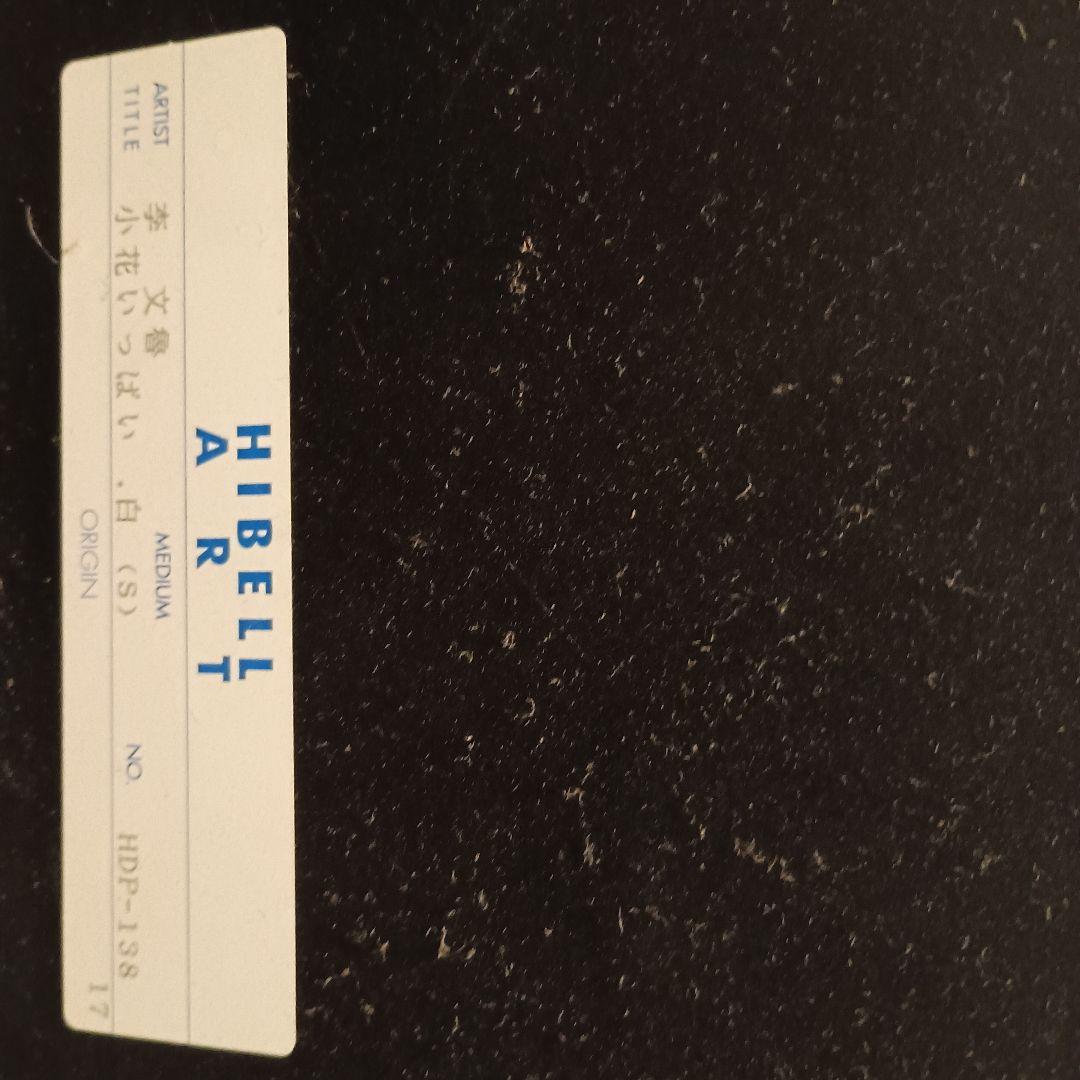 HIBELL
ART
ARTIST 李 文魯 MEDIUM
TITLE 小花いっぱい .白 (S) NO. HDP-138
ORIGIN 17